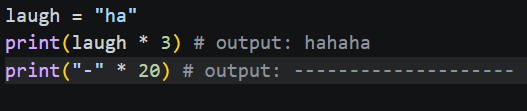 laugh = "ha"
print(laugh * 3) # output: hahaha
print("-" * 20) # output: --------------------